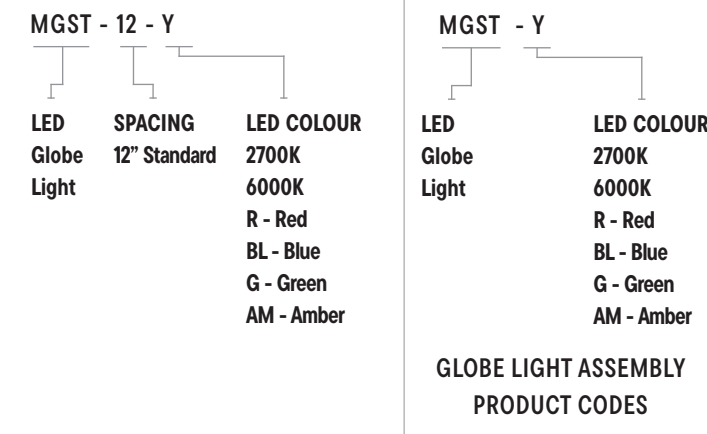 MGST - 12 - Y
LED SPACING LED COLOUR
Globe 12” Standard 2700K
Light 6000K
R - Red
BL - Blue
G - Green
AM - Amber
MGST - Y
LED LED COLOUR
Globe 2700K
Light 6000K
R - Red
BL - Blue
G - Green
AM - Amber
GLOBE LIGHT ASSEMBLY
PRODUCT CODES